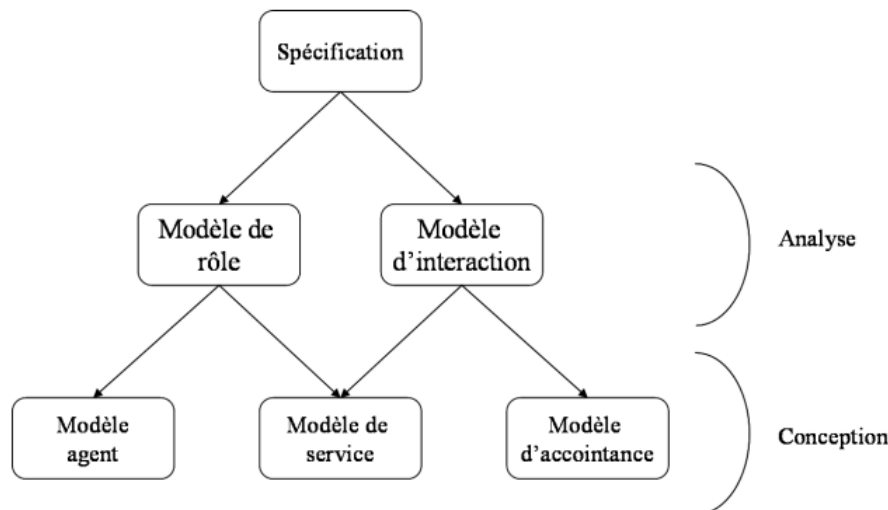 Spécification
Modèle de
rôle
Modèle
d’interaction
Analyse
Modèle
agent
Modèle de
service
Modèle
d’accointance
Conception